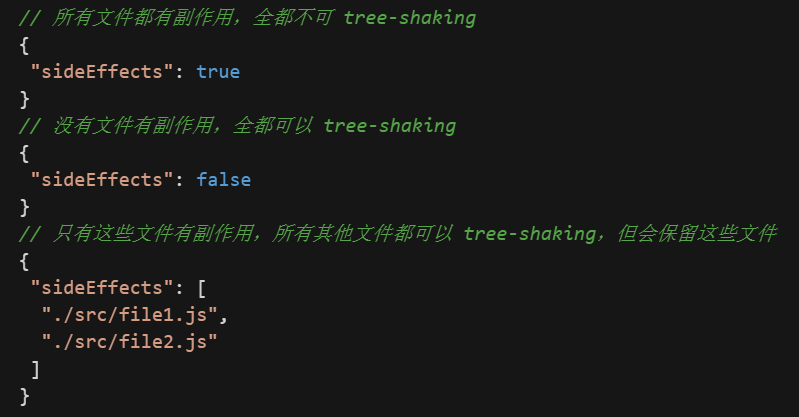 // 所有文件都有副作用，全都不可 tree-shaking
{
 "sideEffects": true
}
// 没有文件有副作用，全都可以 tree-shaking
{
 "sideEffects": false
}
// 只有这些文件有副作用，所有其他文件都可以 tree-shaking，但会保留这些文件
{
 "sideEffects": [
  "./src/file1.js",
  "./src/file2.js"
 ]
}